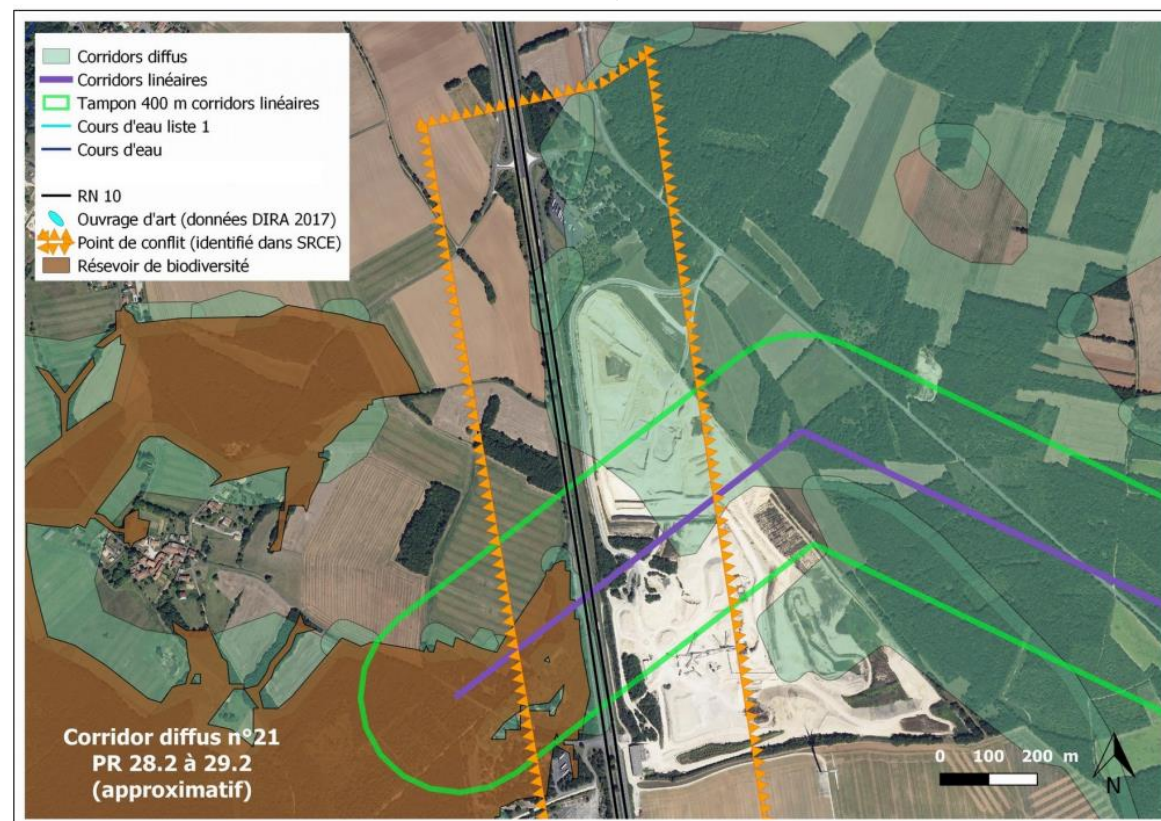 Corridors diffus
Corridors linéaires
Tampon 400 m corridors linéaires
Cours d'eau liste 1
Cours d'eau
RN 10
Ouvrage d'art (données DIRA 2017)
Point de conflit (identifié dans SRCE)
Résevoir de biodiversité
Corridor diffus n°21
PR 28.2 à 29.2
(approximatif)
0 100 200 m
N